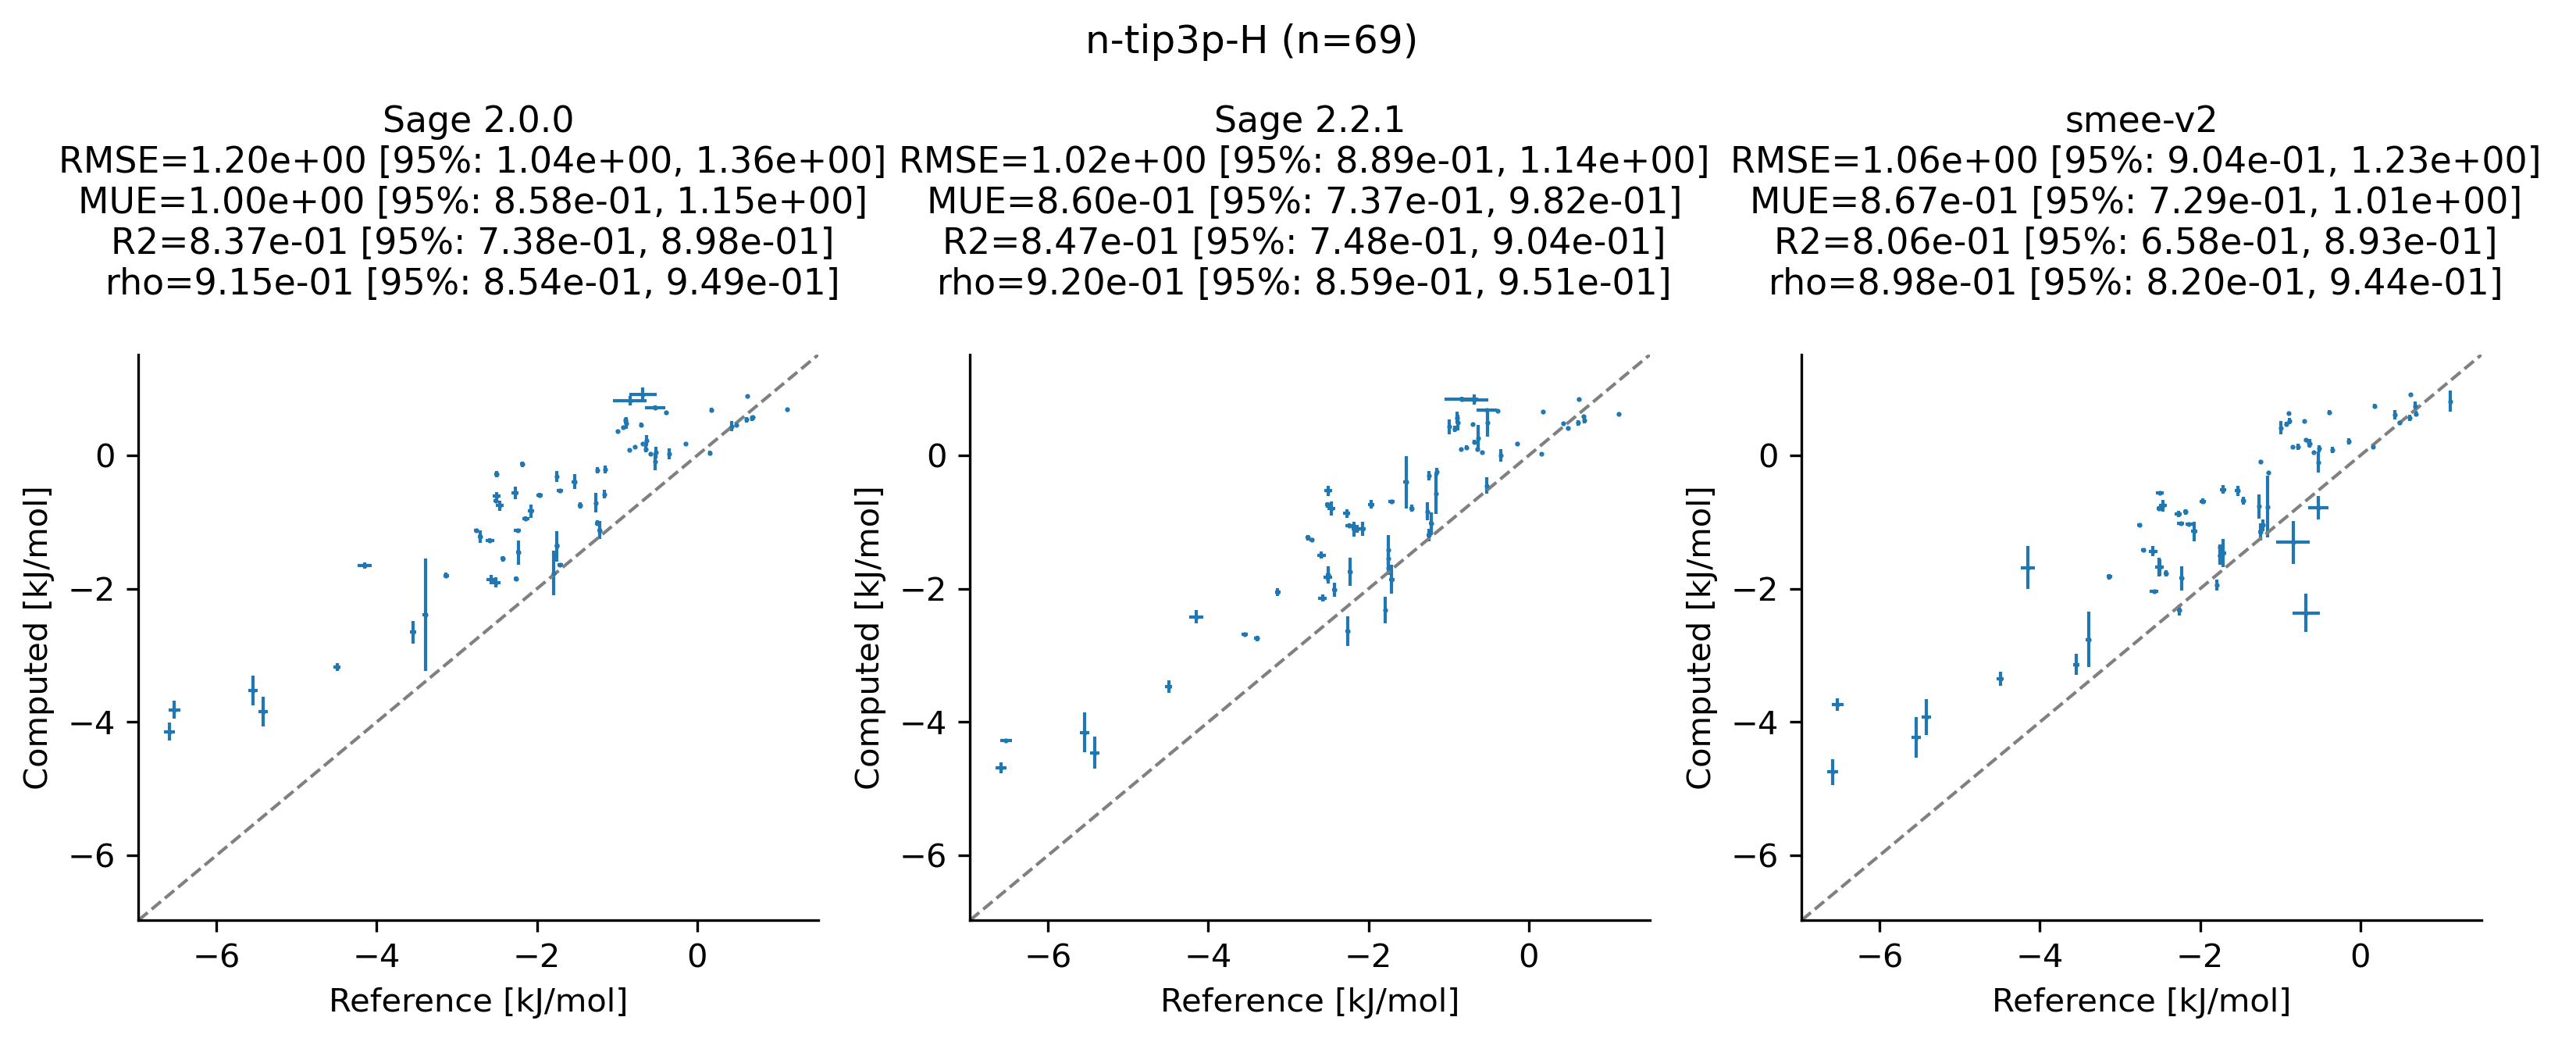 n-tip3p-H (n=69)
Sage 2.0.0
RMSE=1.20e+00 [95%: 1.04e+00, 1.36e+00]
MUE=1.00e+00 [95%: 8.58e-01, 1.15e+00]
R2=8.37e-01 [95%: 7.38e-01, 8.98e-01]
rho=9.15e-01 [95%: 8.54e-01, 9.49e-01]
0
−2
−4
−6
Computed [kJ/mol]
−6 −4 −2 0
Reference [kJ/mol]
Sage 2.2.1
RMSE=1.02e+00 [95%: 8.89e-01, 1.14e+00]
MUE=8.60e-01 [95%: 7.37e-01, 9.82e-01]
R2=8.47e-01 [95%: 7.48e-01, 9.04e-01]
rho=9.20e-01 [95%: 8.59e-01, 9.51e-01]
0
−2
−4
−6
Computed [kJ/mol]
−6 −4 −2 0
Reference [kJ/mol]
smee-v2
RMSE=1.06e+00 [95%: 9.04e-01, 1.23e+00]
MUE=8.67e-01 [95%: 7.29e-01, 1.01e+00]
R2=8.06e-01 [95%: 6.58e-01, 8.93e-01]
rho=8.98e-01 [95%: 8.20e-01, 9.44e-01]
0
−2
−4
−6
Computed [kJ/mol]
−6 −4 −2 0
Reference [kJ/mol]